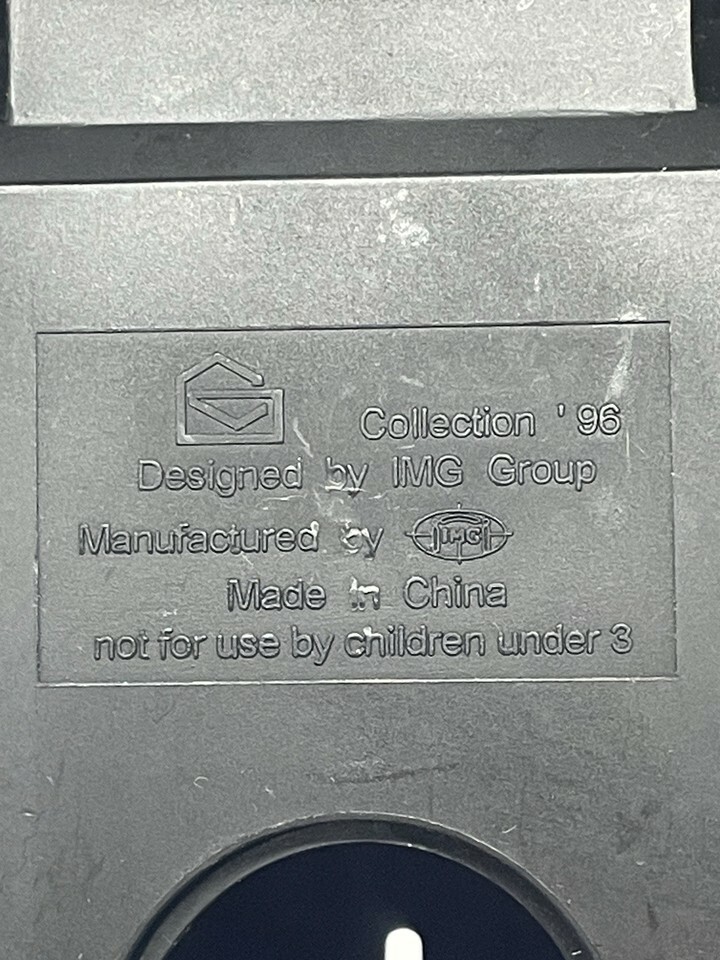 Collection '96
Designed by IMG Group
Manufactured by IMG
Made in China
not for use by children under 3